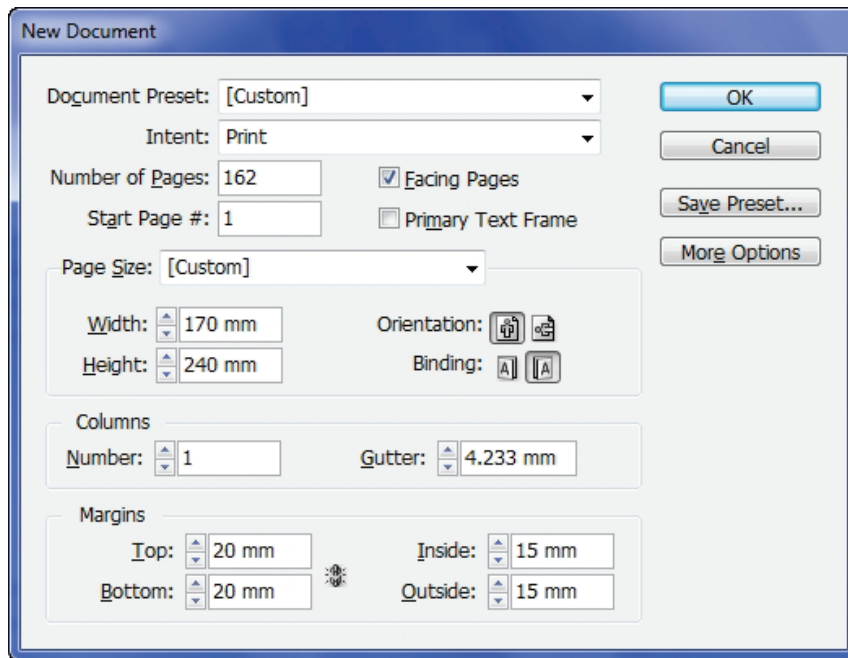 New Document
Document Preset: [Custom]
OK
Intent: Print
Cancel
Number of Pages: 162
Facing Pages
Start Page #: 1
Primary Text Frame
Save Preset...
More Options
Page Size: [Custom]
Width: 170 mm
Orientation:
Height: 240 mm
Binding: A A
Columns
Number: 1
Gutter: 4.233 mm
Margins
Top: 20 mm
Inside: 15 mm
Bottom: 20 mm
Outside: 15 mm